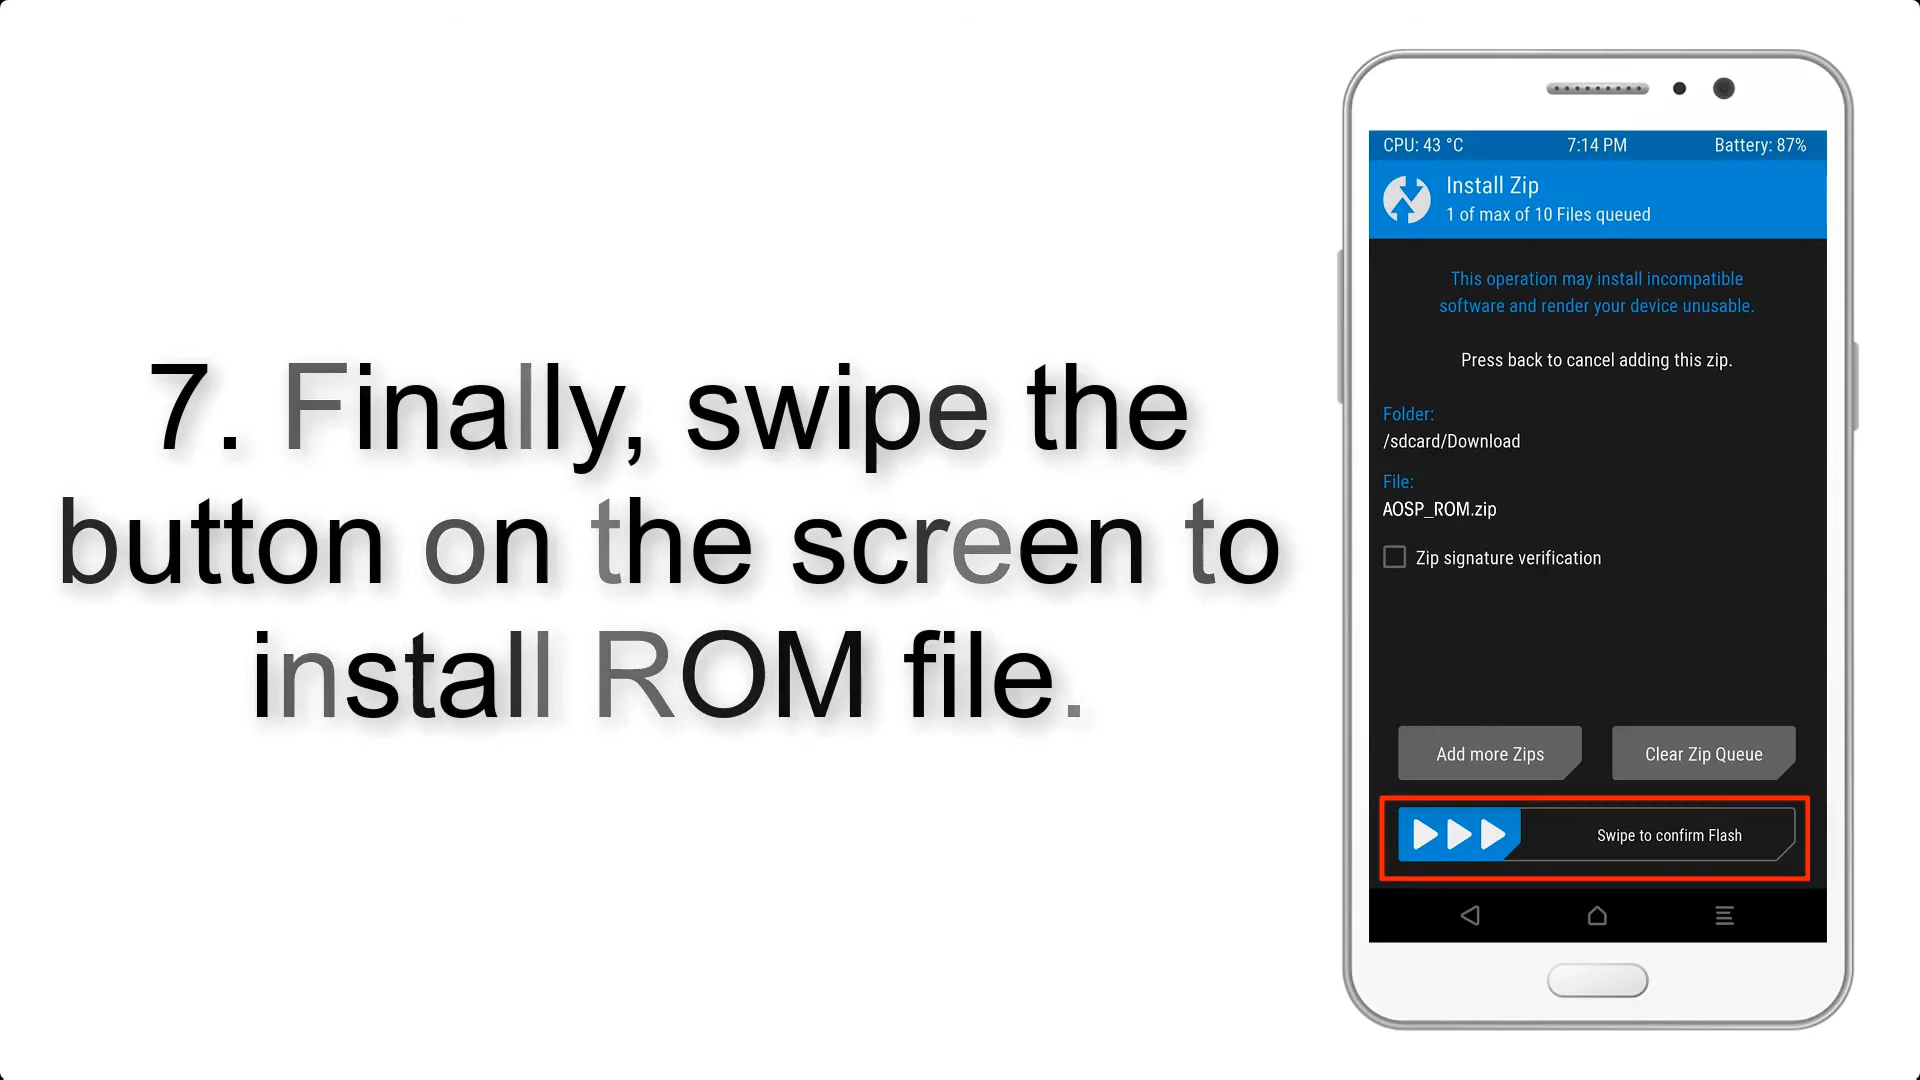 7. Finally, swipe the
button on the screen to
install ROM file.
CPU: 43 °C 7:14 PM Battery: 87%
Install Zip
1 of max of 10 Files queued
This operation may install incompatible
software and render your device unusable.
Press back to cancel adding this zip.
Folder:
/sdcard/Download
File:
AOSP_ROM.zip
Zip signature verification
Add more Zips Clear Zip Queue
Swipe to confirm Flash